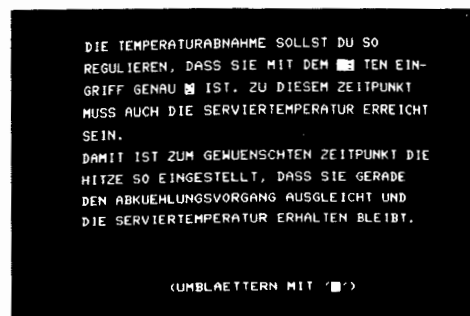 DIE TEMPERATURABNAHME SOLLST DU SO
REGULIEREN, DASS SIE MIT DEM TEN EIN-
GRIFF GENAU IST. ZU DIESEM ZEITPUNKT
MUSS AUCH DIE SERVIERTEMPERATUR ERREICHT
SEIN.
DAMIT IST ZUM GEWUENSCHTEN ZEITPUNKT DIE
HITZE SO EINGESTELLT, DASS SIE GERADE
DEN ABKUEHLUNGSVORGANG AUSGLEICHT UND
DIE SERVIERTEMPERATUR ERHALTEN BLEIBT.
(UMBLAETTERN MIT '')